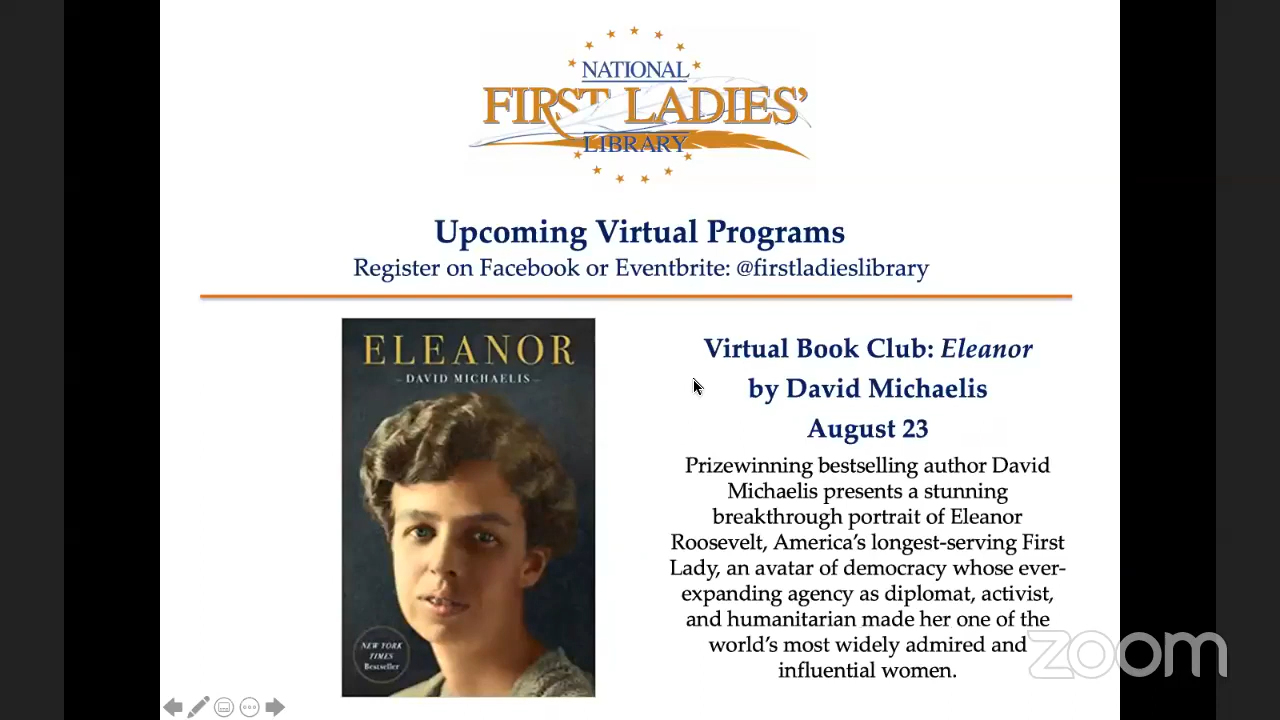 NATIONAL
FIRST LADIES’
LIBRARY
Upcoming Virtual Programs
Register on Facebook or Eventbrite: @firstladieslibrary
ELEANOR
– DAVID MICHAELIS –
NEW YORK
TIMES
Bestseller
Virtual Book Club: Eleanor
by David Michaelis
August 23
Prizewinning bestselling author David
Michaelis presents a stunning
breakthrough portrait of Eleanor
Roosevelt, America’s longest-serving First
Lady, an avatar of democracy whose ever-
expanding agency as diplomat, activist,
and humanitarian made her one of the
world’s most widely admired and
influential women.
zoom